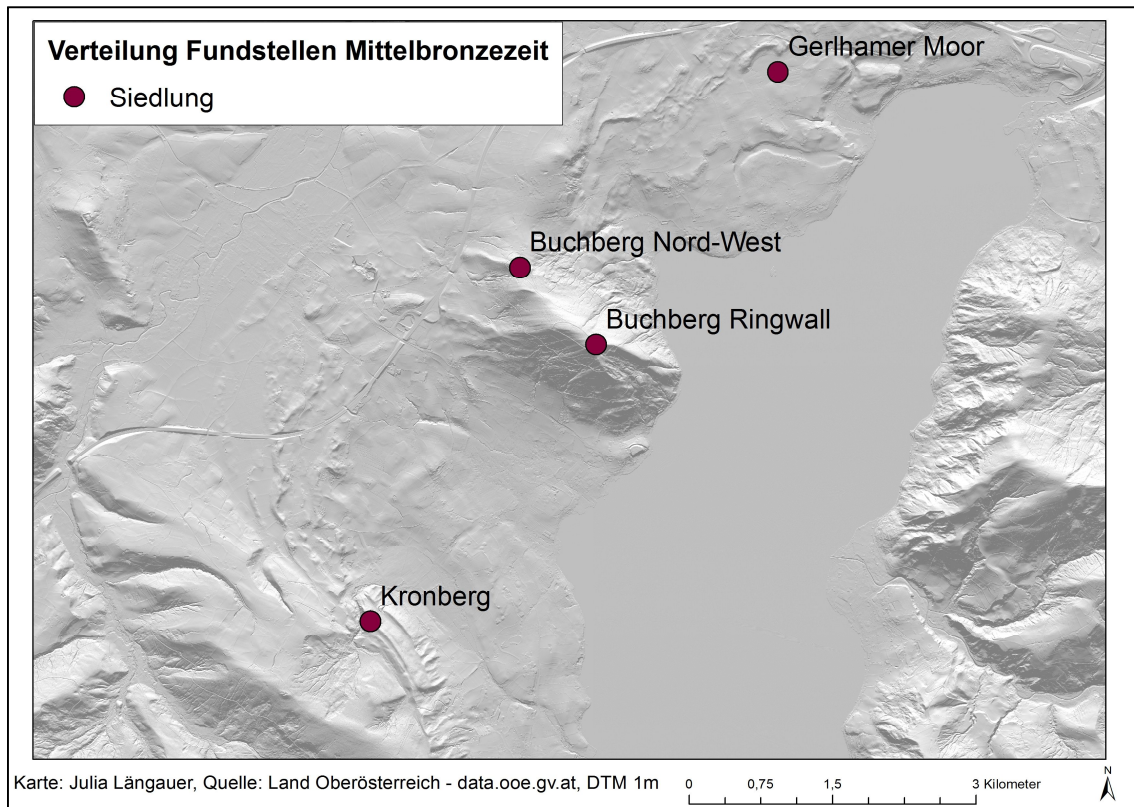 Verteilung Fundstellen Mittelbronzezeit
Siedlung
Gerlhamer Moor
Buchberg Nord-West
Buchberg Ringwall
Kronberg
Karte: Julia Längauer, Quelle: Land Oberösterreich - data.ooe.gv.at, DTM 1m
0 0,75 1,5 3 Kilometer
N